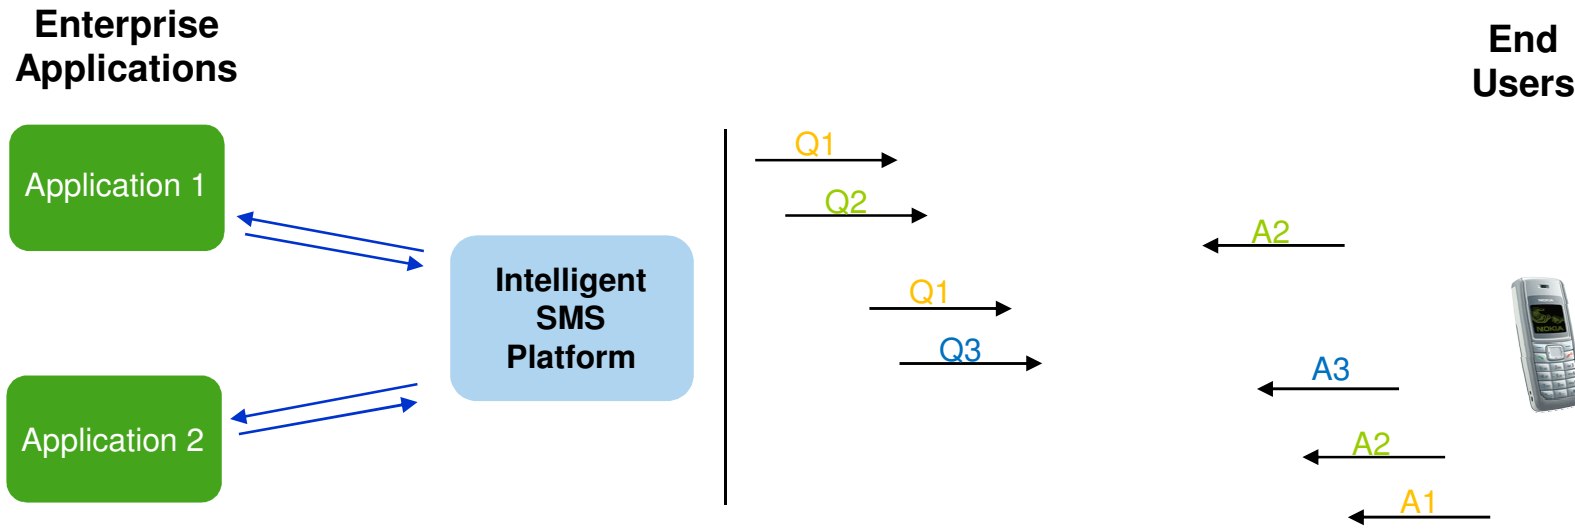 Enterprise
Applications
End
Users
Application 1
Application 2
Intelligent
SMS
Platform
Q1
Q2
A2
Q1
Q3
A3
A2
A1
NOKIA